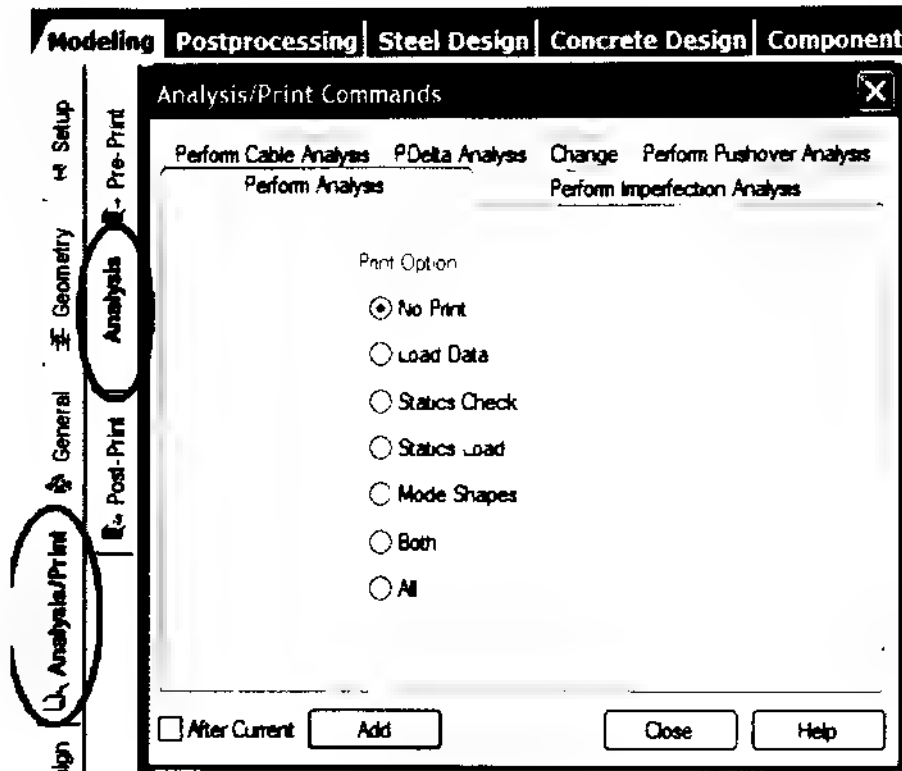 Modeling Postprocessing Steel Design Concrete Design Component
Setup
Geometry
General
Analysis/Print
ign
Pre-Print
Analysis
Post-Print
Analysis/Print Commands
Perform Cable Analysis PDelta Analysis Change Perform Pushover Analysis
Perform Analysis Perform Imperfection Analysis
Print Option
No Print
Load Data
Statics Check
Statics Load
Mode Shapes
Both
All
After Current Add Close Help